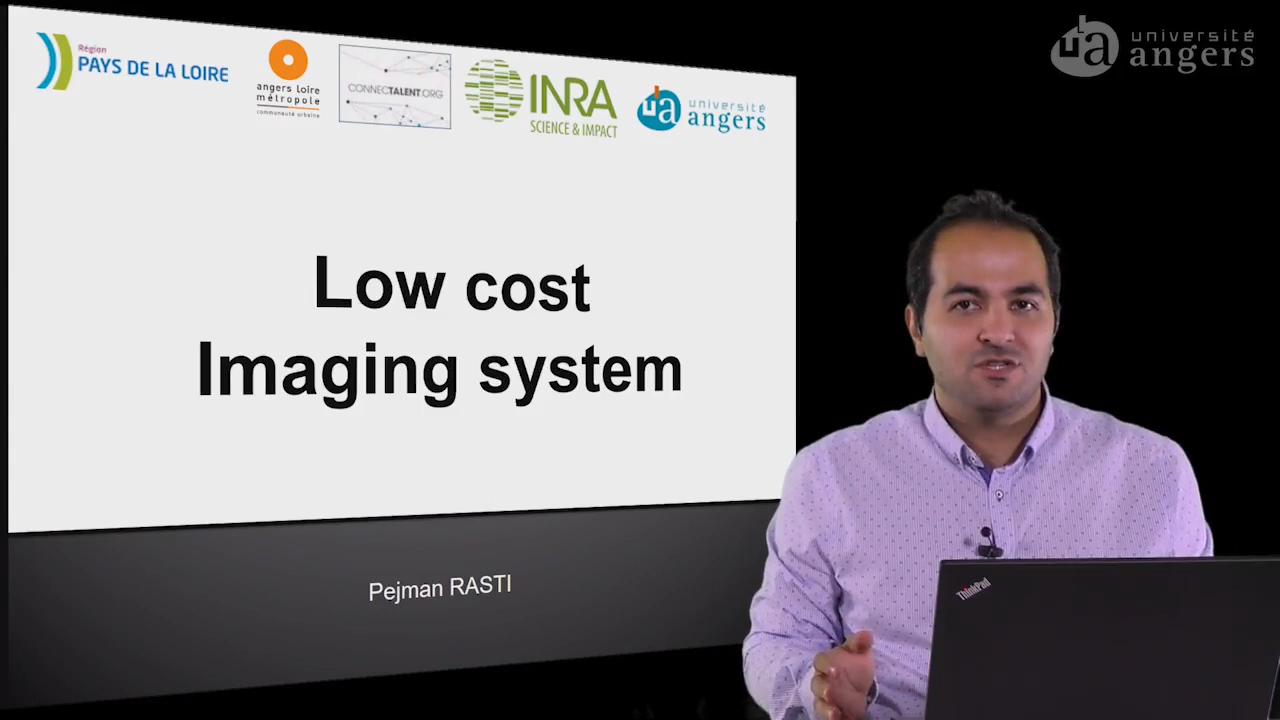 Région
PAYS DE LA LOIRE
angers Loire
métropole
communauté urbaine
CONNECTALENT.ORG
INRA
SCIENCE & IMPACT
ua
université
angers
ua
université
angers
Low cost
Imaging system
Pejman RASTI
ThinkPad